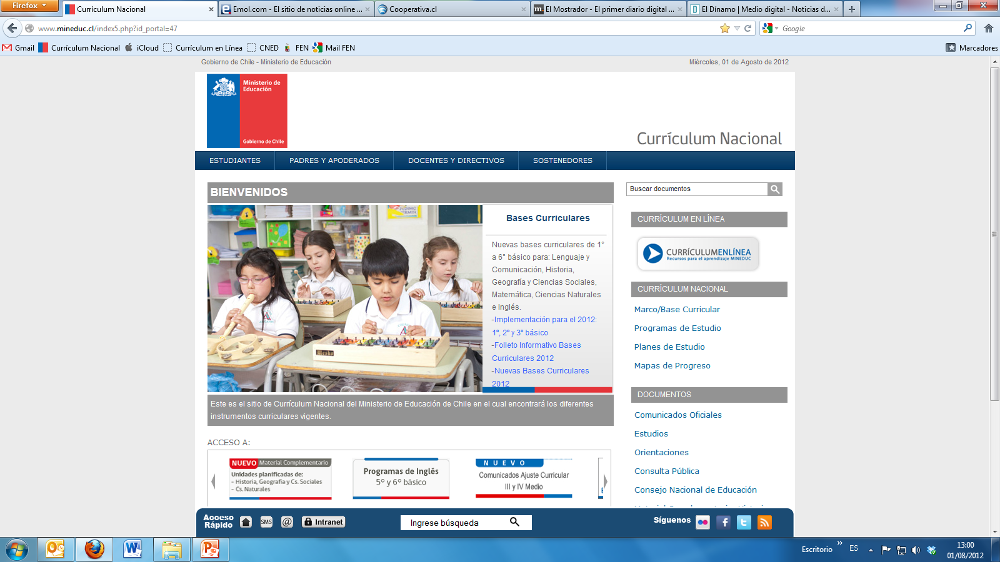 Firefox
Currículum Nacional
Emol.com - El sitio de noticias online ...
Cooperativa.cl
El Mostrador - El primer diario digital ...
El Dínamo | Medio digital - Noticias d...
www.mineduc.cl/index5.php?id_portal=47
Google
Gmail
Currículum Nacional
iCloud
Currículum en Línea
CNED
FEN
Mail FEN
Marcadores
Gobierno de Chile - Ministerio de Educación
Miércoles, 01 de Agosto de 2012
Ministerio de
Educación
Gobierno de Chile
Currículum Nacional
ESTUDIANTES
PADRES Y APODERADOS
DOCENTES Y DIRECTIVOS
SOSTENEDORES
BIENVENIDOS
Bases Curriculares
Nuevas bases curriculares de 1°
a 6° básico para: Lenguaje y
Comunicación, Historia,
Geografía y Ciencias Sociales,
Matemática, Ciencias Naturales
e Inglés.
-Implementación para el 2012:
1º, 2º y 3º básico
-Folleto Informativo Bases
Curriculares 2012
-Nuevas Bases Curriculares
2012
Este es el sitio de Currículum Nacional del Ministerio de Educación de Chile en el cual encontrará los diferentes
instrumentos curriculares vigentes.
ACCESO A:
NUEVO Material Complementario
Unidades planificadas de:
- Historia, Geografía y Cs. Sociales
- Cs. Naturales
Programas de Inglés
5º y 6º básico
NUEVO
Comunicados Ajuste Curricular
III y IV Medio
Buscar documentos
CURRÍCULUM EN LÍNEA
CURRÍCULUMENLÍNEA
Recursos para el aprendizaje MINEDUC
CURRÍCULUM NACIONAL
Marco/Base Curricular
Programas de Estudio
Planes de Estudio
Mapas de Progreso
DOCUMENTOS
Comunicados Oficiales
Estudios
Orientaciones
Consulta Pública
Consejo Nacional de Educación
Acceso
Rápido
SMS
@
Intranet
Ingrese búsqueda
Síguenos
Escritorio
ES
13:00
01/08/2012